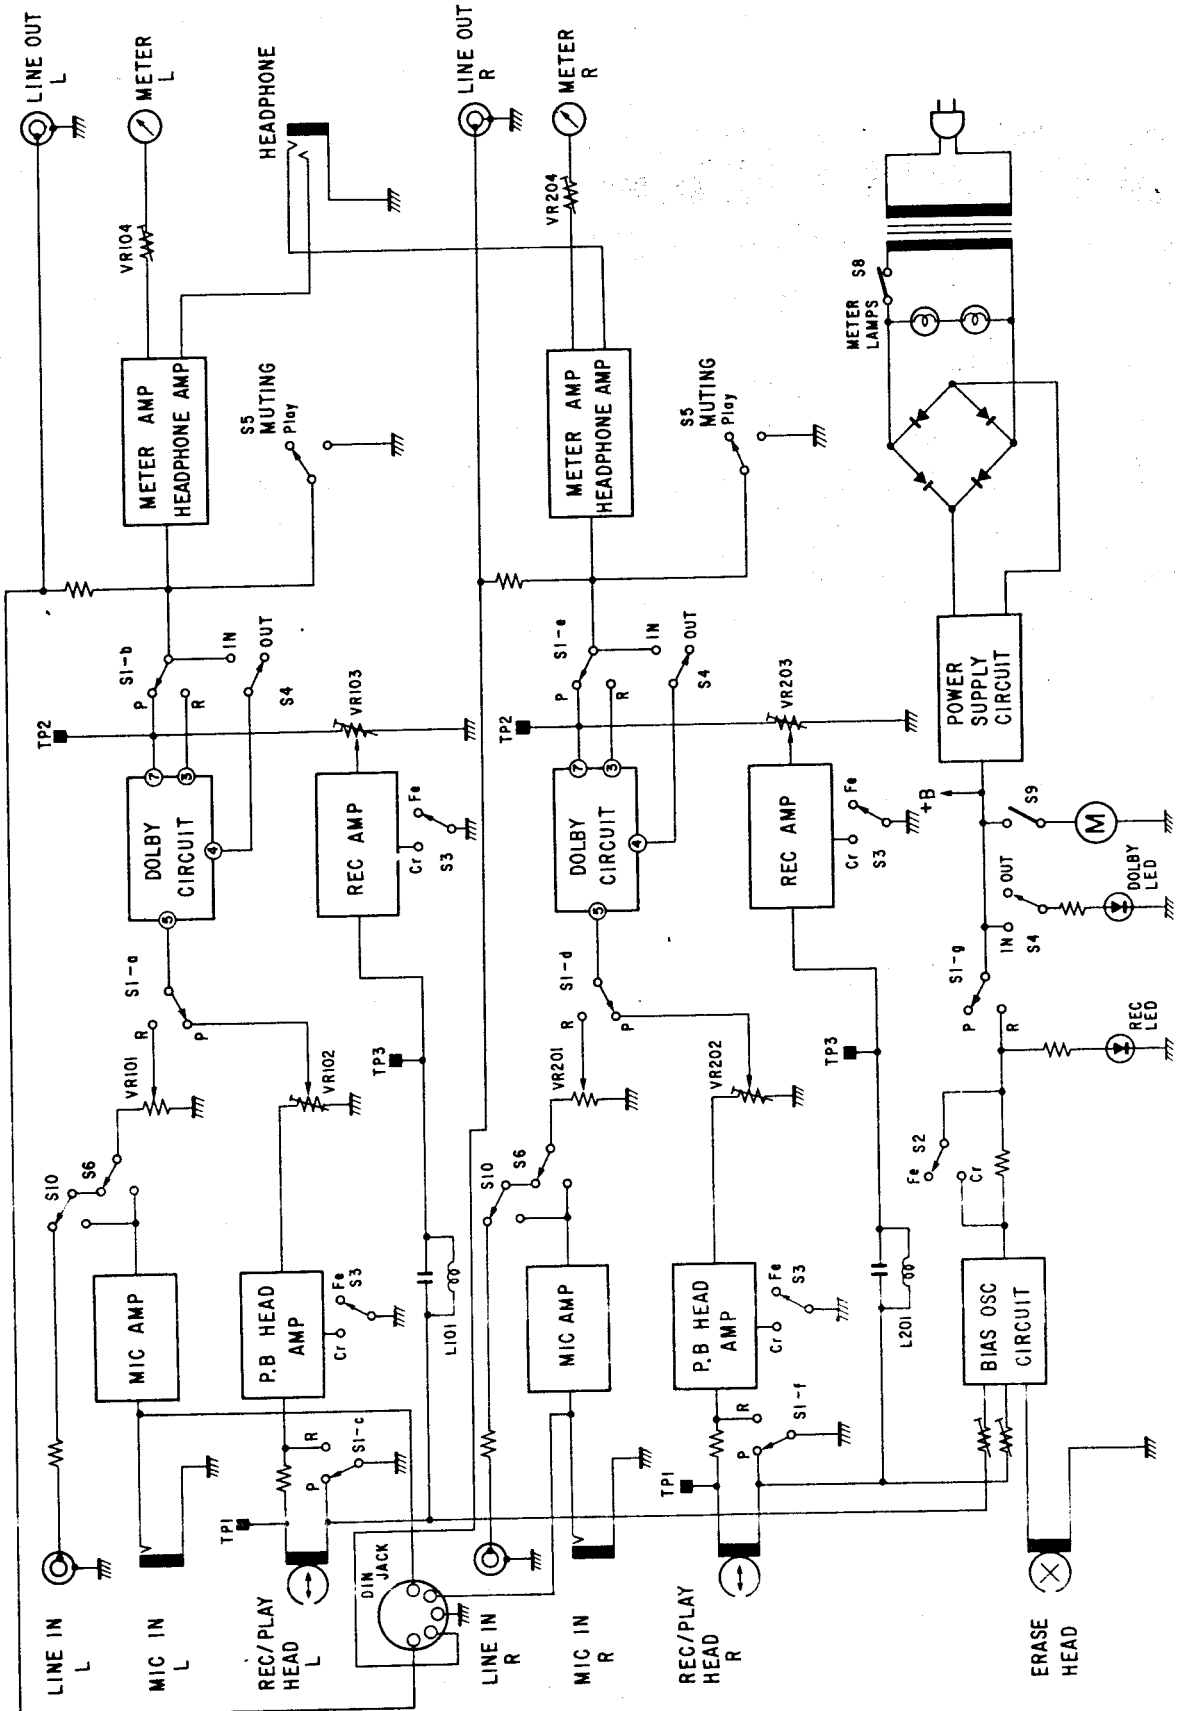 LINE IN
L
MIC IN
L
REC/PLAY
HEAD
L
DIN
JACK
TP1
MIC AMP
P.B HEAD
AMP
R
P
S1-c
Cr
Fe
S3
L101
S10
S6
VR101
R
P
S1-a
VR102
TP3
5
DOLBY
CIRCUIT
7
3
4
TP2
P
R
S1-b
IN
OUT
S4
VR103
REC AMP
Cr
Fe
S3
METER AMP
HEADPHONE AMP
S5
MUTING
Play
VR104
LINE OUT
L
METER
L
HEADPHONE
LINE IN
R
MIC IN
R
REC/PLAY
HEAD
R
TP1
MIC AMP
P.B HEAD
AMP
R
P
S1-f
Cr
Fe
S3
L201
S10
S6
VR201
R
P
S1-d
VR202
TP3
5
DOLBY
CIRCUIT
7
3
4
TP2
P
R
S1-e
IN
OUT
S4
VR203
REC AMP
Cr
Fe
S3
METER AMP
HEADPHONE AMP
S5
MUTING
Play
VR204
LINE OUT
R
METER
R
ERASE
HEAD
BIAS OSC
CIRCUIT
Fe
S2
Cr
REC
LED
P
R
S1-g
IN
OUT
S4
DOLBY
LED
+B
S9
M
POWER
SUPPLY
CIRCUIT
METER
LAMPS
S8